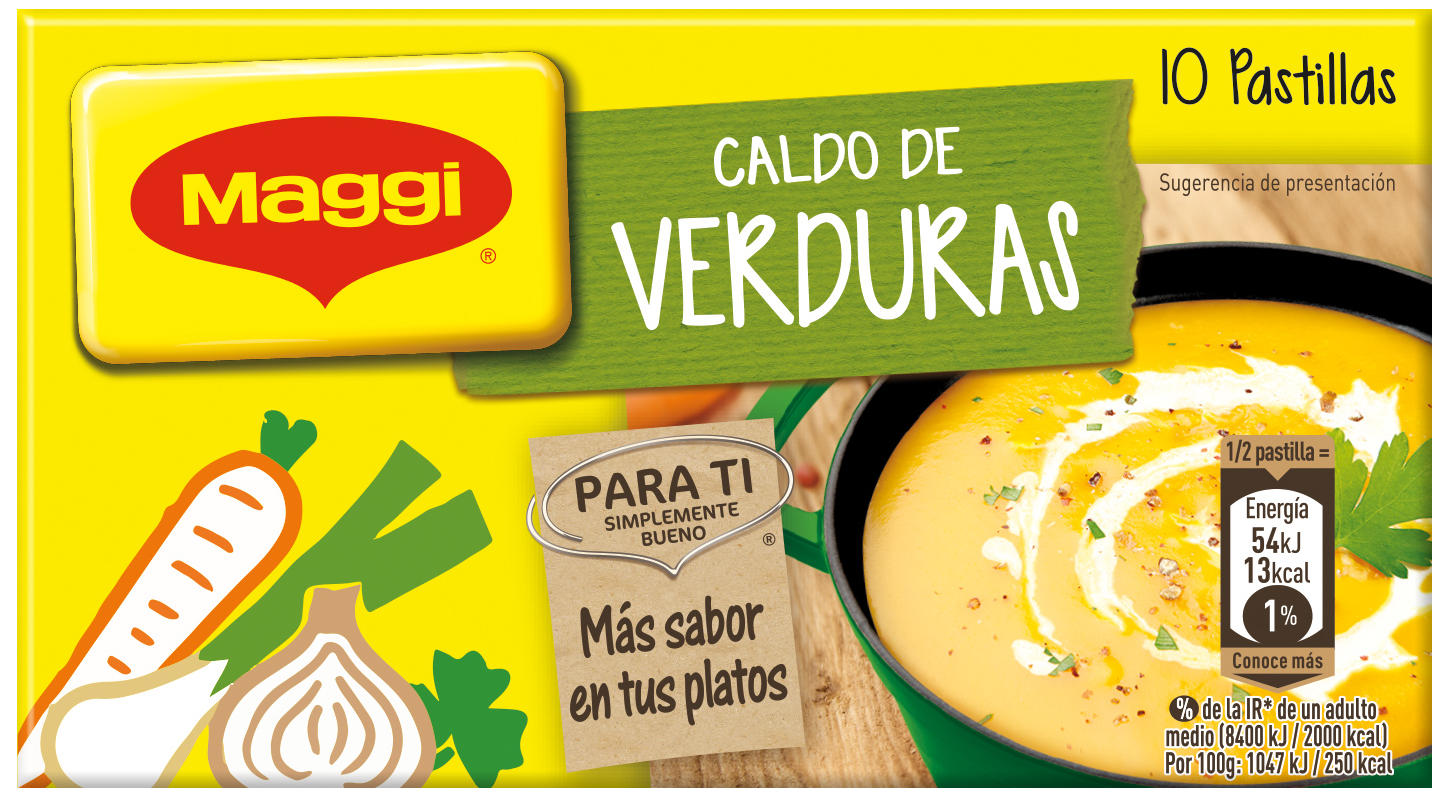 Maggi
®
CALDO DE
VERDURAS
10 Pastillas
Sugerencia de presentación
PARA TI
SIMPLEMENTE
BUENO
®
Más sabor
en tus platos
1/2 pastilla =
Energía
54kJ
13kcal
1%
Conoce más
% de la IR* de un adulto
medio (8400 kJ / 2000 kcal)
Por 100g: 1047 kJ / 250 kcal